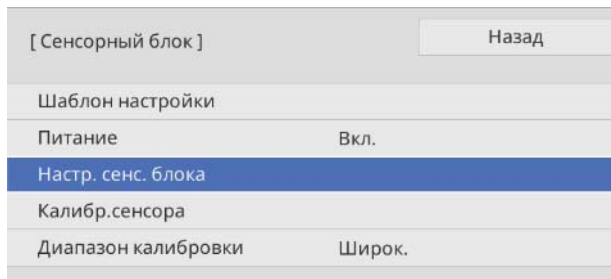 [ Сенсорный блок ] Назад
Шаблон настройки
Питание Вкл.
Настр. сенс. блока
Калибр.сенсора
Диапазон калибровки Широк.